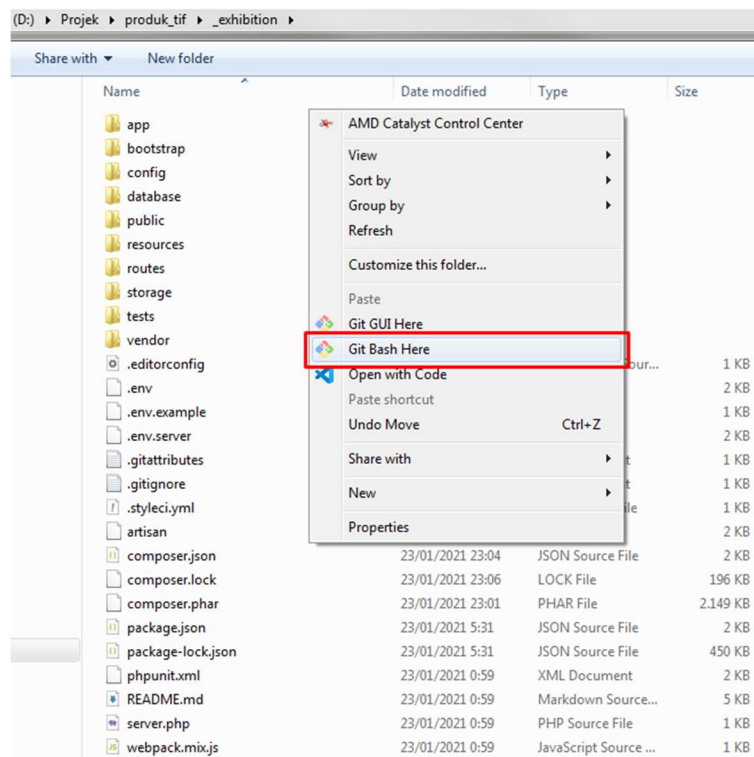 (D:) Projek produk_tif _exhibition
Share with New folder
Name Date modified Type Size
app
bootstrap
config
database
public
resources
routes
storage
tests
vendor
.editorconfig our... 1 KB
.env 2 KB
.env.example 1 KB
.env.server 2 KB
.gitattributes t 1 KB
.gitignore t 1 KB
.styleci.yml ile 1 KB
artisan 2 KB
AMD Catalyst Control Center
View
Sort by
Group by
Refresh
Customize this folder...
Paste
Git GUI Here
Git Bash Here
Open with Code
Paste shortcut
Undo Move Ctrl+Z
Share with
New
Properties
composer.json 23/01/2021 23:04 JSON Source File 2 KB
composer.lock 23/01/2021 23:06 LOCK File 196 KB
composer.phar 23/01/2021 23:01 PHAR File 2.149 KB
package.json 23/01/2021 5:31 JSON Source File 2 KB
package-lock.json 23/01/2021 5:31 JSON Source File 450 KB
phpunit.xml 23/01/2021 0:59 XML Document 2 KB
README.md 23/01/2021 0:59 Markdown Source... 5 KB
server.php 23/01/2021 0:59 PHP Source File 1 KB
webpack.mix.js 23/01/2021 0:59 JavaScript Source ... 1 KB